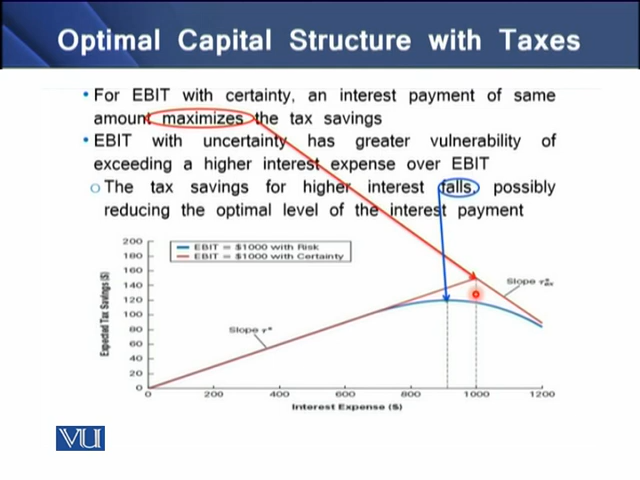 Optimal Capital Structure with Taxes
• For EBIT with certainty, an interest payment of same
amount maximizes the tax savings
• EBIT with uncertainty has greater vulnerability of
exceeding a higher interest expense over EBIT
o The tax savings for higher interest falls, possibly
reducing the optimal level of the interest payment
200
180
160
140
120
100
80
60
40
20
0
Expected Tax Savings ($)
EBIT = $1000 with Risk
EBIT = $1000 with Certainty
Slope τ*
0 200 400 600 800 1000 1200
Interest Expense ($)
VU